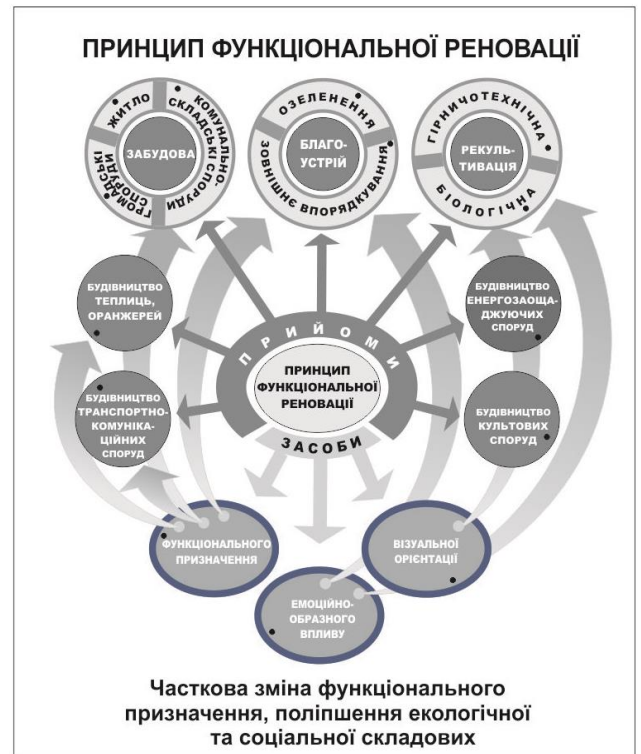 ПРИНЦИП ФУНКЦІОНАЛЬНОЇ РЕНОВАЦІЇ
ЖИТЛО
КОМУНАЛЬНО-
СКЛАДСЬКІ СПОРУДИ
ГРОМАДСЬКІ
СПОРУДИ
ЗАБУДОВА
ОЗЕЛЕНЕННЯ
ЗОВНІШНЄ ВПОРЯДКУВАННЯ
БЛАГО-
УСТРІЙ
ГІРНИЧОТЕХНІЧНА
БІОЛОГІЧНА
РЕКУЛЬ-
ТИВАЦІЯ
БУДІВНИЦТВО
ТЕПЛИЦЬ,
ОРАНЖЕРЕЙ
БУДІВНИЦТВО
ЕНЕРГОЗАОЩА-
ДЖУЮЧИХ
СПОРУД
ПРИЙОМИ
ПРИНЦИП
ФУНКЦІОНАЛЬНОЇ
РЕНОВАЦІЇ
ЗАСОБИ
БУДІВНИЦТВО
ТРАНСПОРТНО-
КОМУНІКА-
ЦІЙНИХ
СПОРУД
БУДІВНИЦТВО
КУЛЬТОВИХ
СПОРУД
ФУНКЦІОНАЛЬНОГО
ПРИЗНАЧЕННЯ
ВІЗУАЛЬНОЇ
ОРІЄНТАЦІЇ
ЕМОЦІЙНО-
ОБРАЗНОГО
ВПЛИВУ
Часткова зміна функціонального
призначення, поліпшення екологічної
та соціальної складових